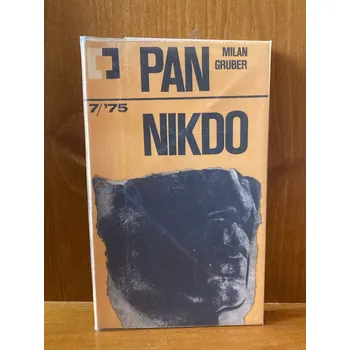 PAN
MILAN
GRUBER
7/'75
NIKDO